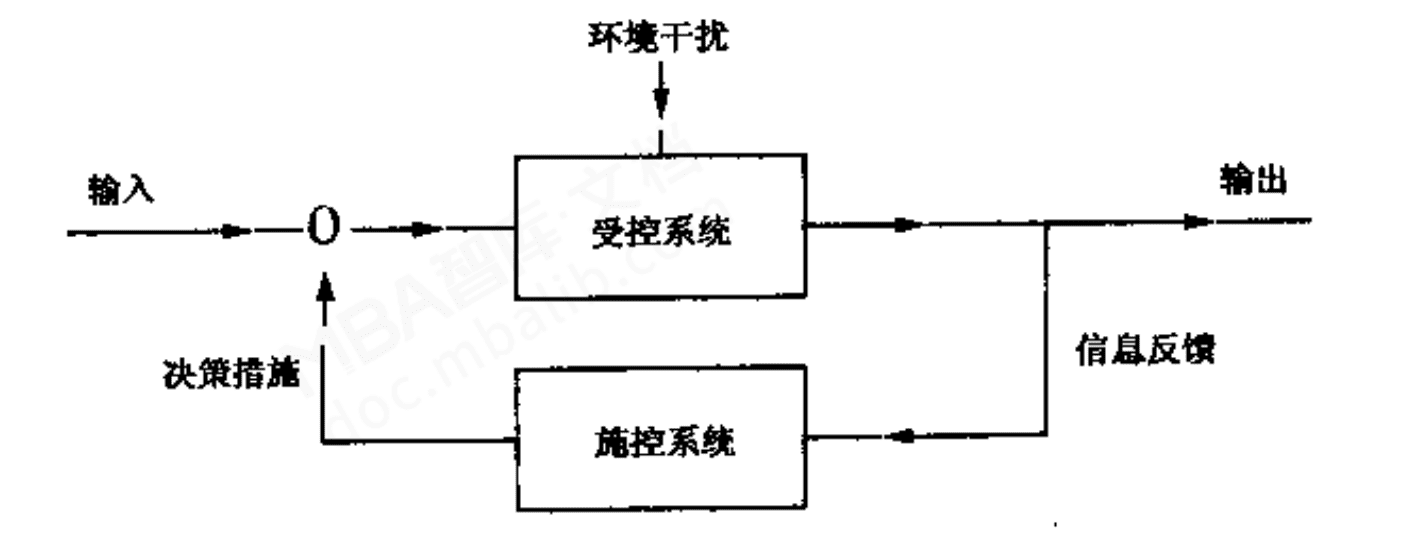 环境干扰
输入
输出
受控系统
信息反馈
决策措施
施控系统
MBA智库·文档
doc.mbalib.com